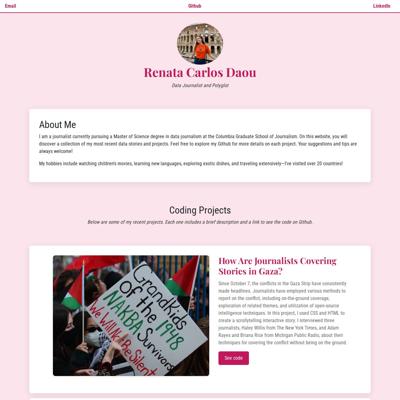 Email
Github
LinkedIn
Renata Carlos Daou
Data Journalist and Polyglot
About Me
I am a journalist currently pursuing a Master of Science degree in data journalism at the Columbia Graduate School of Journalism. On this website, you will
discover a collection of my most recent data stories and projects. Feel free to explore my Github for more details on each project. Your suggestions and tips are
always welcome!
My hobbies include watching children's movies, learning new languages, exploring exotic dishes, and traveling extensively—I've visited over 20 countries!
Coding Projects
Below are some of my recent projects. Each one includes a brief description and a link to see the code on Github.
Grandkids
of the 1948
NAKBA Survivors
We Will Not Be Silent
How Are Journalists Covering
Stories in Gaza?
Since October 7, the conflicts in the Gaza Strip have consistently
made headlines. Journalists have employed various methods to
report on the conflict, including on-the-ground coverage,
exploration of related themes, and utilization of open-source
intelligence techniques. In this project, I used CSS and HTML to
create a scrollytelling interactive story. I interviewed three
journalists, Haley Willis from The New York Times, and Adam
Rayes and Briana Rice from Michigan Public Radio, about their
techniques for covering the conflict without being on the ground.
See code